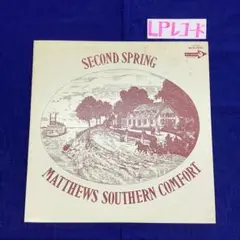 LPレコード
SECOND SPRING
MATTHEWS SOUTHERN COMFORT